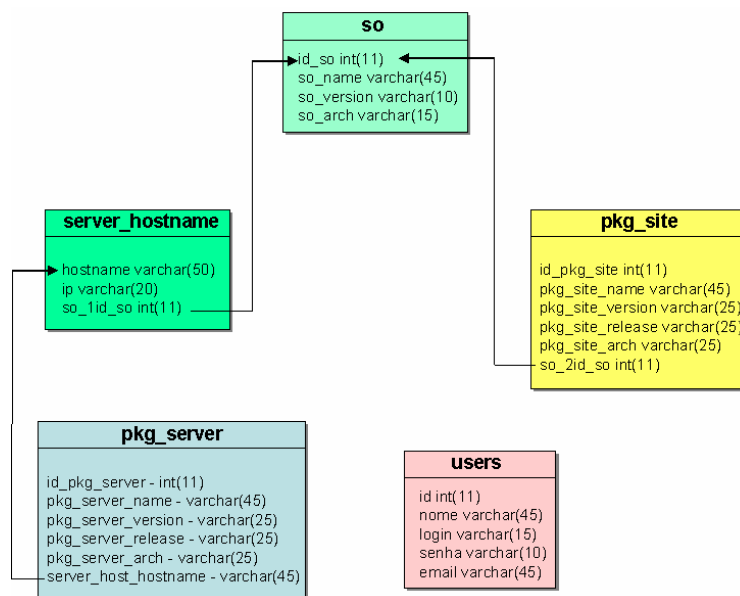 so
id_so int(11)
so_name varchar(45)
so_version varchar(10)
so_arch varchar(15)
server_hostname
hostname varchar(50)
ip varchar(20)
so_1id_so int(11)
pkg_site
id_pkg_site int(11)
pkg_site_name varchar(45)
pkg_site_version varchar(25)
pkg_site_release varchar(25)
pkg_site_arch varchar(25)
so_2id_so int(11)
pkg_server
id_pkg_server - int(11)
pkg_server_name - varchar(45)
pkg_server_version - varchar(25)
pkg_server_release - varchar(25)
pkg_server_arch - varchar(25)
server_host_hostname - varchar(45)
users
id int(11)
nome varchar(45)
login varchar(15)
senha varchar(10)
email varchar(45)